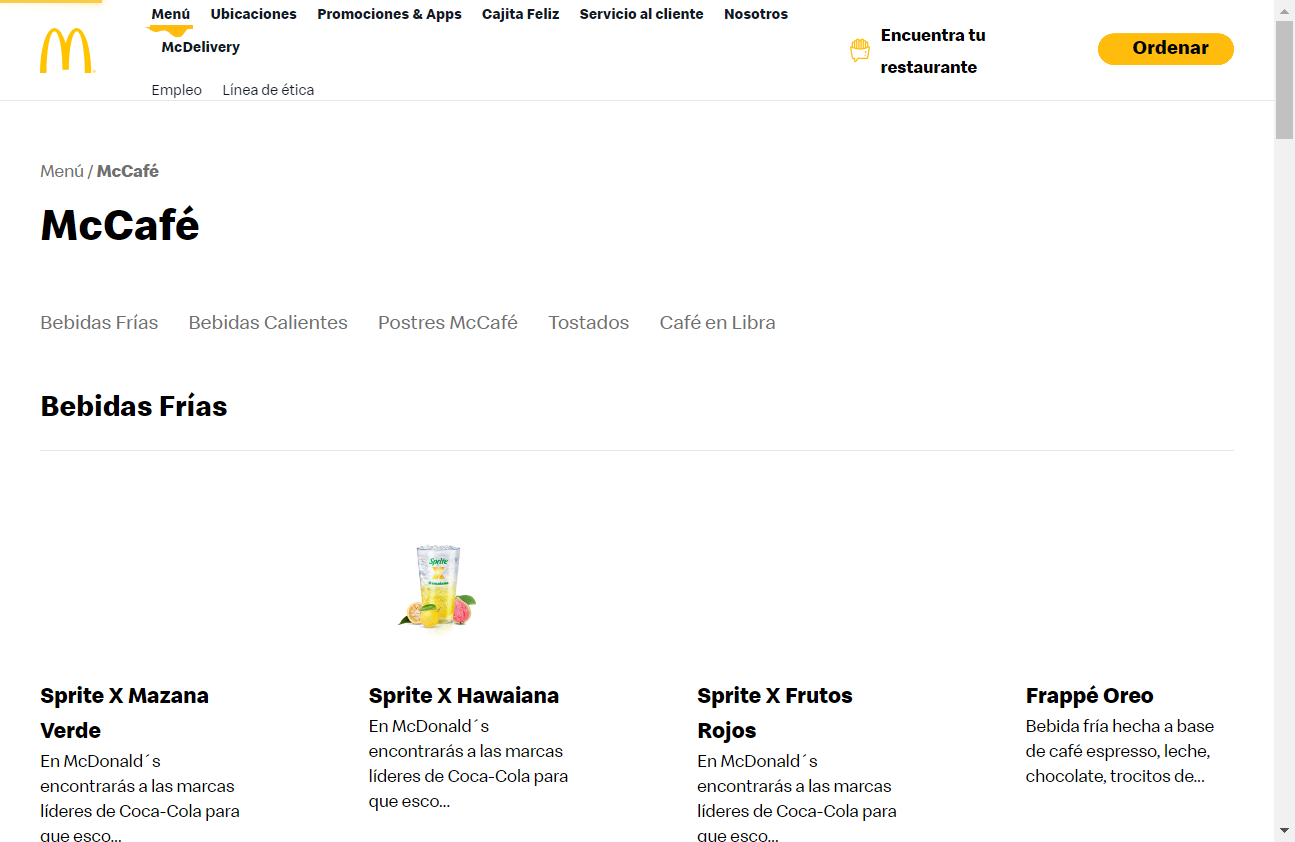 Menú Ubicaciones Promociones & Apps Cajita Feliz Servicio al cliente Nosotros
McDelivery
Empleo Línea de ética
Encuentra tu
restaurante
Ordenar
Menú / McCafé
McCafé
Bebidas Frías Bebidas Calientes Postres McCafé Tostados Café en Libra
Bebidas Frías
Sprite
X
Sprite X Mazana
Verde
En McDonald´s
encontrarás a las marcas
líderes de Coca-Cola para
que esco...
Sprite X Hawaiana
En McDonald´s
encontrarás a las marcas
líderes de Coca-Cola para
que esco...
Sprite X Frutos
Rojos
En McDonald´s
encontrarás a las marcas
líderes de Coca-Cola para
que esco...
Frappé Oreo
Bebida fría hecha a base
de café espresso, leche,
chocolate, trocitos de...